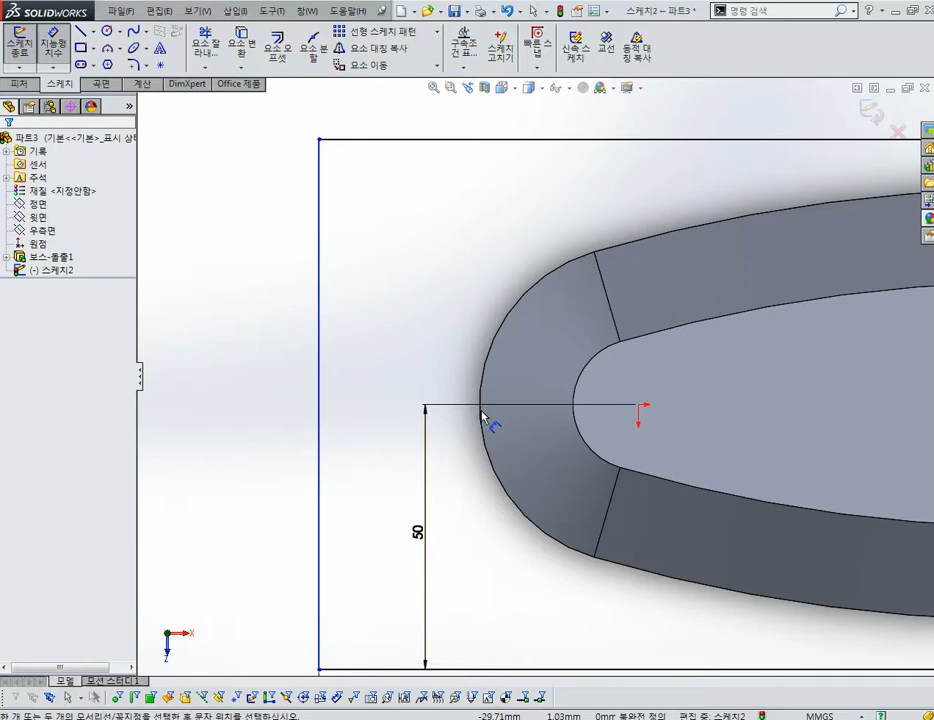 SOLIDWORKS 파일(F) 편집(E) 보기(V) 삽입(I) 도구(T) 창(W) 도움말(H) 스케치2 - 파트3 * 명령 검색
스케치 종료 지능형 치수 요소 잘라내... 요소 변환 요소 오프셋 요소 분할 선형 스케치 패턴 요소 대칭 복사 요소 이동 구속조건 표... 스케치 고치기 빠른 스냅 신속 스케치 교선 동적 대칭 복사
피처 스케치 곡면 계산 DimXpert Office 제품
파트3 (기본<<기본>_표시 상태
기록
센서
주석
재질 <지정안함>
정면
윗면
우측면
원점
보스-돌출1
(-) 스케치2
50
X
Z
모델 모션 스터디 1
-29.71mm 1.03mm 0mm 불완전 정의 편집 중: 스케치2 MMGS